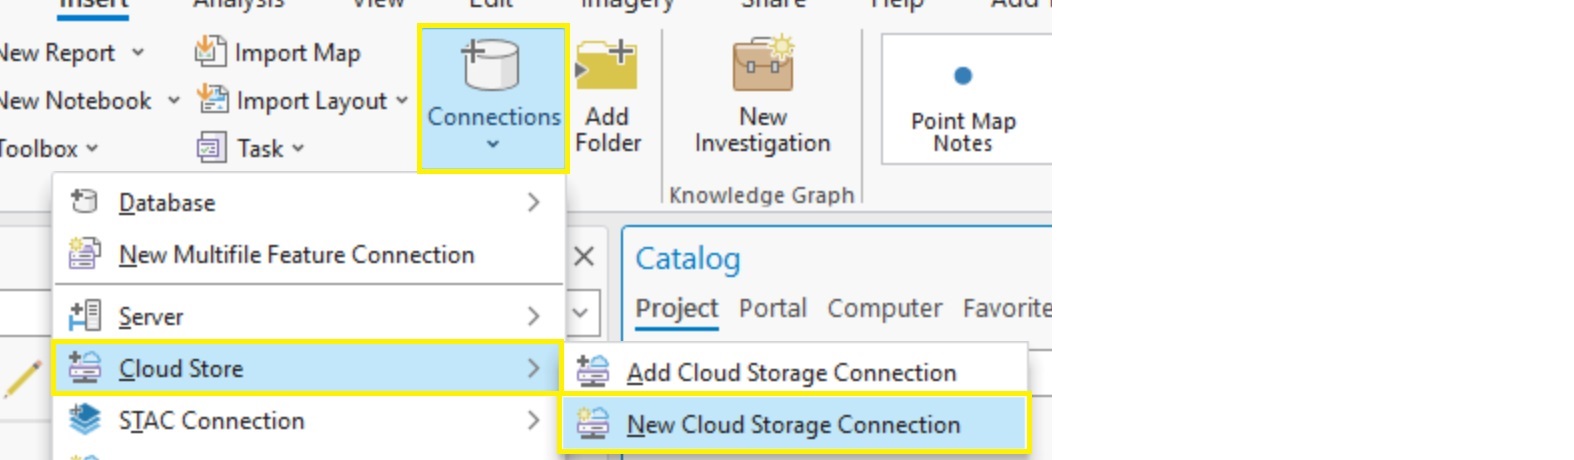 Insert Analysis View Edit Imagery Share Help Add
New Report
New Notebook
Toolbox
Import Map
Import Layout
Task
Connections
Add
Folder
New
Investigation
Knowledge Graph
Point Map
Notes
Database
New Multifile Feature Connection
Server
Cloud Store
STAC Connection
Add Cloud Storage Connection
New Cloud Storage Connection
Catalog
Project Portal Computer Favorite